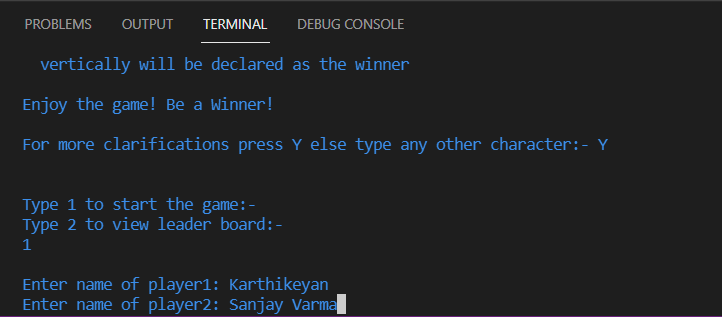 PROBLEMS OUTPUT TERMINAL DEBUG CONSOLE
vertically will be declared as the winner
Enjoy the game! Be a Winner!
For more clarifications press Y else type any other character:- Y
Type 1 to start the game:-
Type 2 to view leader board:-
1
Enter name of player1: Karthikeyan
Enter name of player2: Sanjay Varma